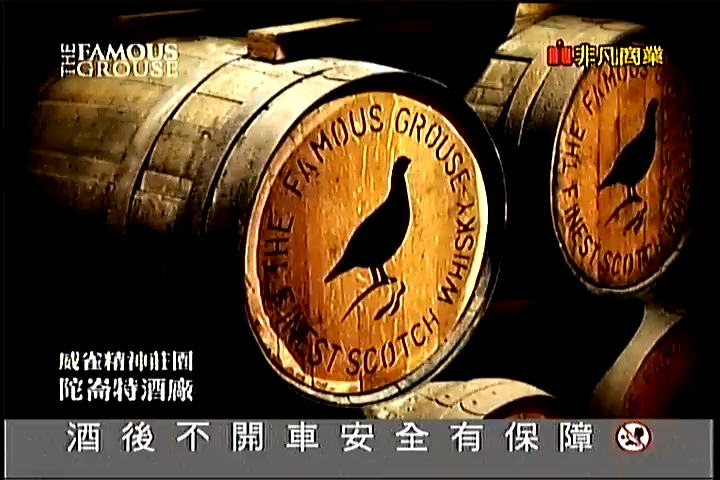 THE FAMOUS
GROUSE
非凡商業
THE FAMOUS GROUSE
FINEST SCOTCH WHISKY
THE FAMOUS
FINEST SCOTCH
威雀精神莊園
陀崙特酒廠
酒後不開車安全有保障